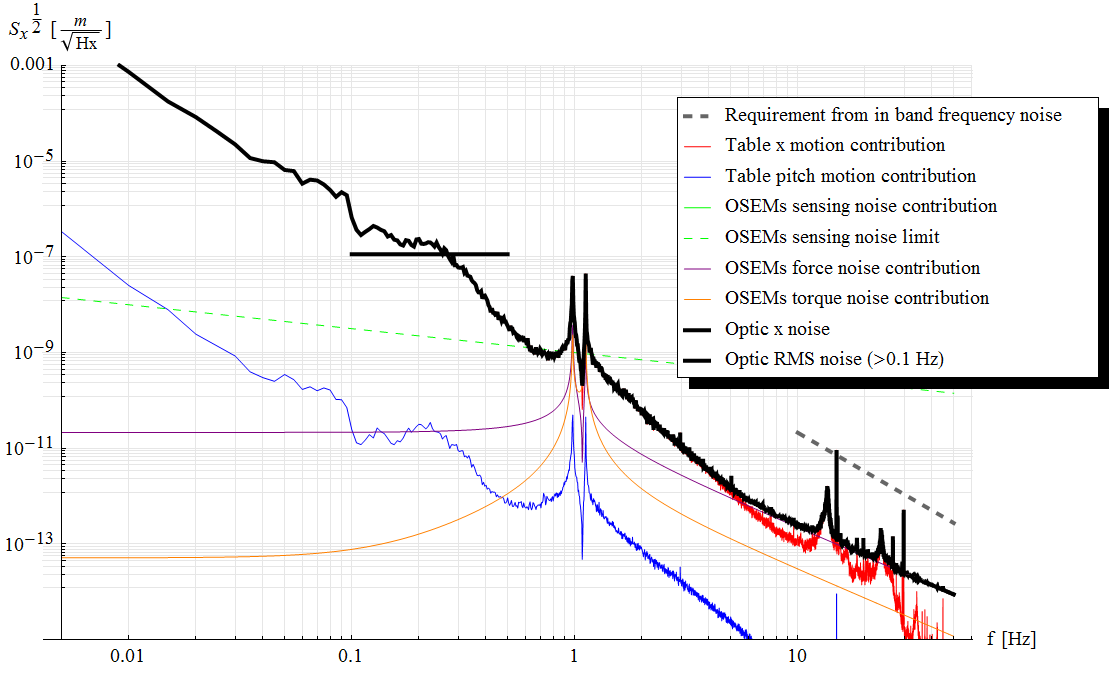 Sₓ^(1/2) [m/√Hx]
0.001
10⁻⁵
10⁻⁷
10⁻⁹
10⁻¹¹
10⁻¹³
0.01 0.1 1 10
f [Hz]
Requirement from in band frequency noise
Table x motion contribution
Table pitch motion contribution
OSEMs sensing noise contribution
OSEMs sensing noise limit
OSEMs force noise contribution
OSEMs torque noise contribution
Optic x noise
Optic RMS noise (>0.1 Hz)